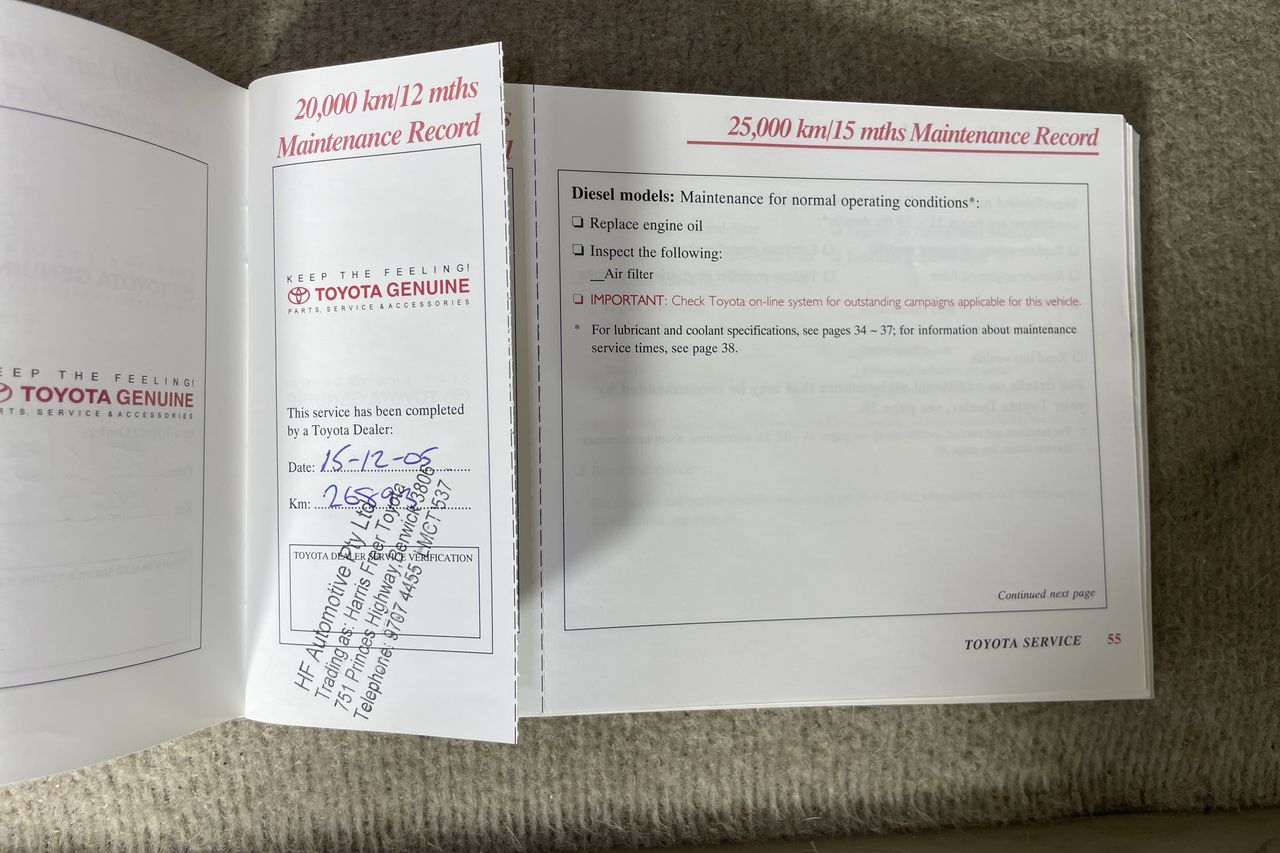 EEP THE FEELING!
TOYOTA GENUINE
RTS, SERVICE & ACCESSORIES
20,000 km/12 mths
Maintenance Record
KEEP THE FEELING!
TOYOTA GENUINE
PARTS, SERVICE & ACCESSORIES
This service has been completed
by a Toyota Dealer:
Date: 15-12-05
Km: 26893
TOYOTA DEALER SERVICE VERIFICATION
HF Automotive Pty Ltd
Trading as: Harris Freer Toyota
751 Princes Highway, Berwick 3806
Telephone: 9707 4455 LMCT 537
25,000 km/15 mths Maintenance Record
Diesel models: Maintenance for normal operating conditions*:
❏ Replace engine oil
❏ Inspect the following:
__Air filter
❏ IMPORTANT: Check Toyota on-line system for outstanding campaigns applicable for this vehicle.
* For lubricant and coolant specifications, see pages 34 ~ 37; for information about maintenance
service times, see page 38.
Continued next page
TOYOTA SERVICE 55